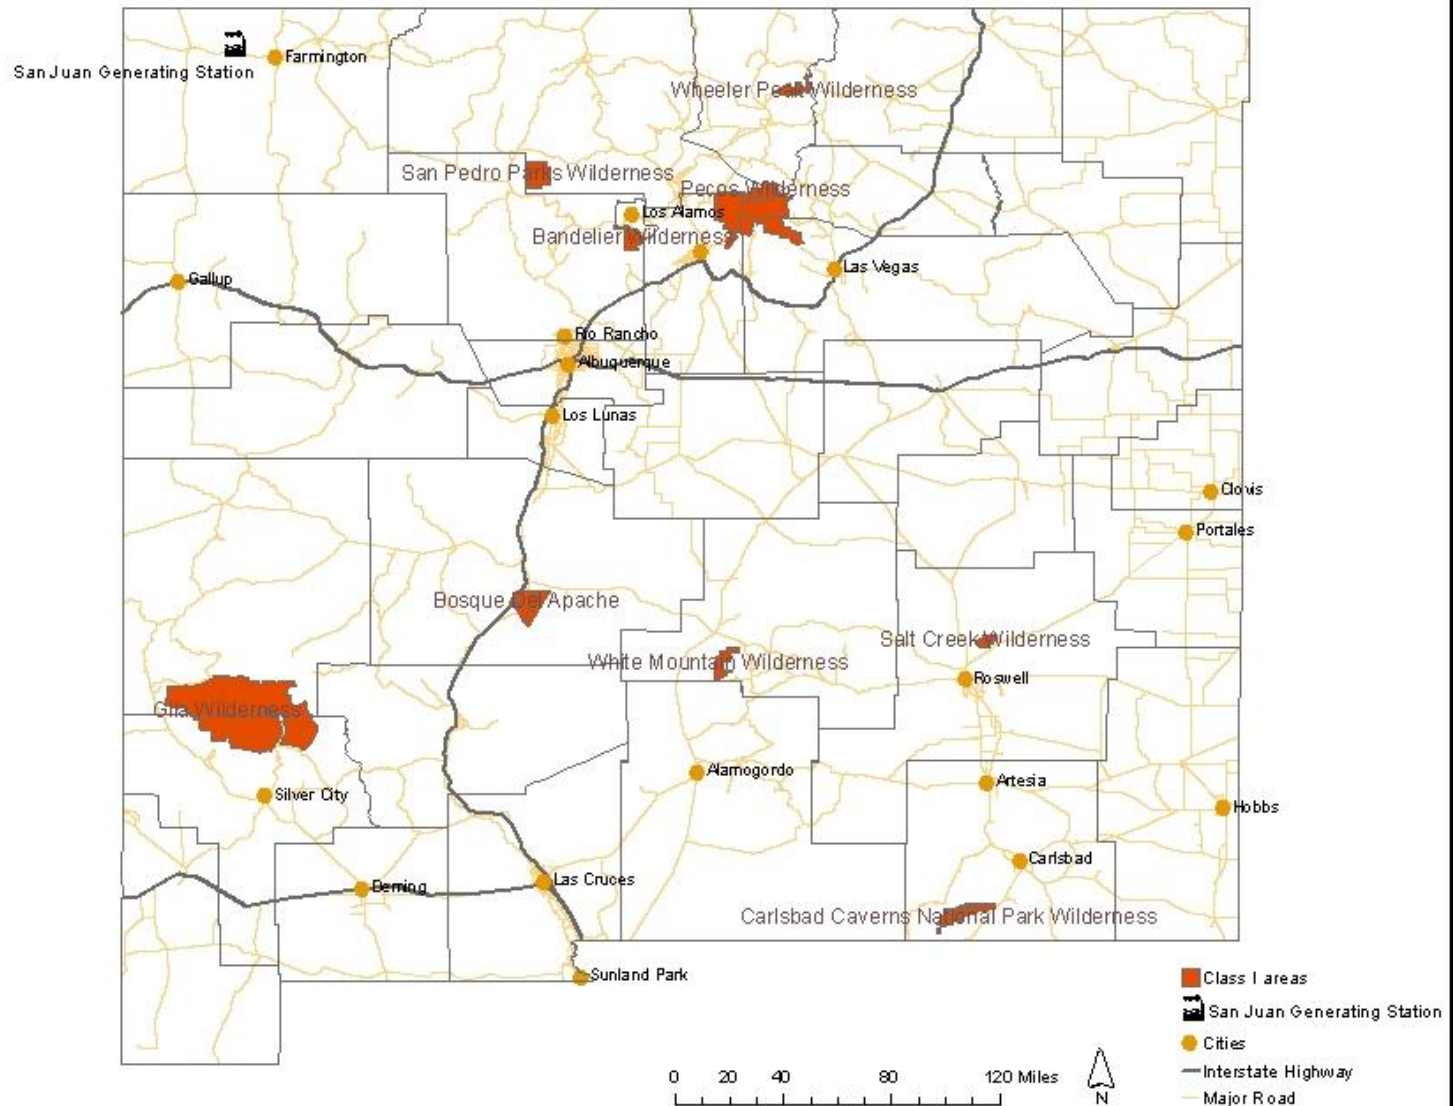 Farmington
San Juan Generating Station
Wheeler Peak Wilderness
San Pedro Parks Wilderness
Pecos Wilderness
Los Alamos
Bandelier Wilderness
Las Vegas
Gallup
Rio Rancho
Albuquerque
Los Lunas
Clovis
Portales
Bosque Del Apache
Salt Creek Wilderness
White Mountain Wilderness
Roswell
Gila Wilderness
Alamogordo
Artesia
Silver City
Hobbs
Carlsbad
Las Cruces
Deming
Carlsbad Caverns National Park Wilderness
Sunland Park
Class I areas
San Juan Generating Station
Cities
Interstate Highway
Major Road
0 20 40 80 120 Miles
N